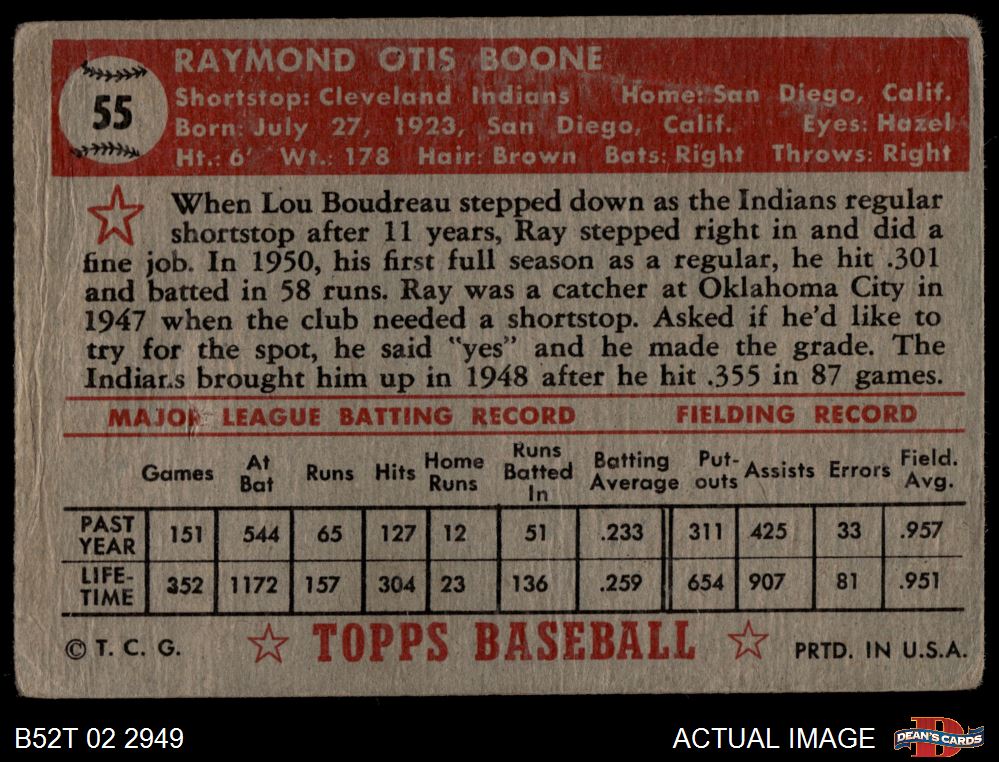 RAYMOND OTIS BOONE
55
Shortstop: Cleveland Indians Home: San Diego, Calif.
Born: July 27, 1923, San Diego, Calif. Eyes: Hazel
Ht.: 6' Wt.: 178 Hair: Brown Bats: Right Throws: Right
When Lou Boudreau stepped down as the Indians regular
shortstop after 11 years, Ray stepped right in and did a
fine job. In 1950, his first full season as a regular, he hit .301
and batted in 58 runs. Ray was a catcher at Oklahoma City in
1947 when the club needed a shortstop. Asked if he'd like to
try for the spot, he said "yes" and he made the grade. The
Indians brought him up in 1948 after he hit .355 in 87 games.
MAJOR LEAGUE BATTING RECORD FIELDING RECORD
Games At Bat Runs Hits Home Runs Runs Batted In Batting Average Put-outs Assists Errors Field. Avg.
PAST YEAR 151 544 65 127 12 51 .233 311 425 33 .957
LIFE-TIME 352 1172 157 304 23 136 .259 654 907 81 .951
© T. C. G. TOPPS BASEBALL PRTD. IN U.S.A.
B52T 02 2949 ACTUAL IMAGE DEAN'S CARDS